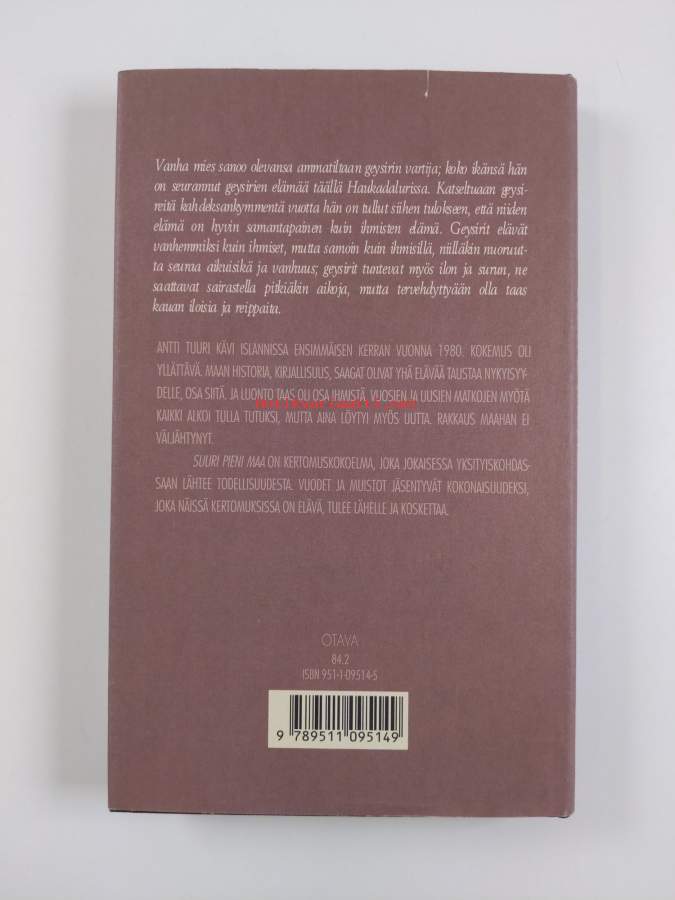 Vanha mies sanoo olevansa ammatiltaan geysirin vartija; koko ikänsä hän
on seurannut geysirien elämää täällä Haukadalurissa. Katseltuaan geysi-
reitä kahdeksankymmentä vuotta hän on tullut siihen tulokseen, että niiden
elämä on hyvin samantapainen kuin ihmisten elämä. Geysirit elävät
vanhemmiksi kuin ihmiset, mutta samoin kuin ihmisillä, niilläkin nuoruut-
ta seuraa aikuisikä ja vanhuus; geysirit tuntevat myös ilon ja surun, ne
saattavat sairastella pitkiäkin aikoja, mutta tervehdyttyään olla taas
kauan iloisia ja reippaita.
ANTTI TUURI KÄVI ISLANNISSA ENSIMMÄISEN KERRAN VUONNA 1980. KOKEMUS OLI
YLLÄTTÄVÄ. MAAN HISTORIA, KIRJALLISUUS, SAAGAT OLIVAT YHÄ ELÄVÄÄ TAUSTAA NYKYISYY-
DELLE, OSA SITÄ. JA LUONTO TAAS OLI OSA IHMISTÄ. VUOSIEN JA UUSIEN MATKOJEN MYÖTÄ
KAIKKI ALKOI TULLA TUTUKSI, MUTTA AINA LÖYTYI MYÖS UUTTA. RAKKAUS MAAHAN EI
VÄLJÄHTYNYT.
SUURI PIENI MAA ON KERTOMUSKOKOELMA, JOKA JOKAISESSA YKSITYISKOHDAS-
SAAN LÄHTEE TODELLISUUDESTA. VUODET JA MUISTOT JÄSENTYVÄT KOKONAISUUDEKSI,
JOKA NÄISSÄ KERTOMUKSISSA ON ELÄVÄ, TULEE LÄHELLE JA KOSKETTAA.
OTAVA
84.2
ISBN 951-1-09514-5
9 789511 095149